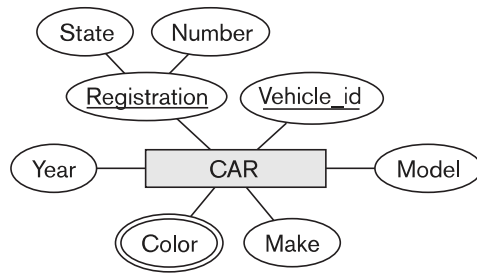 State
Number
Registration
Vehicle_id
Year
CAR
Model
Color
Make